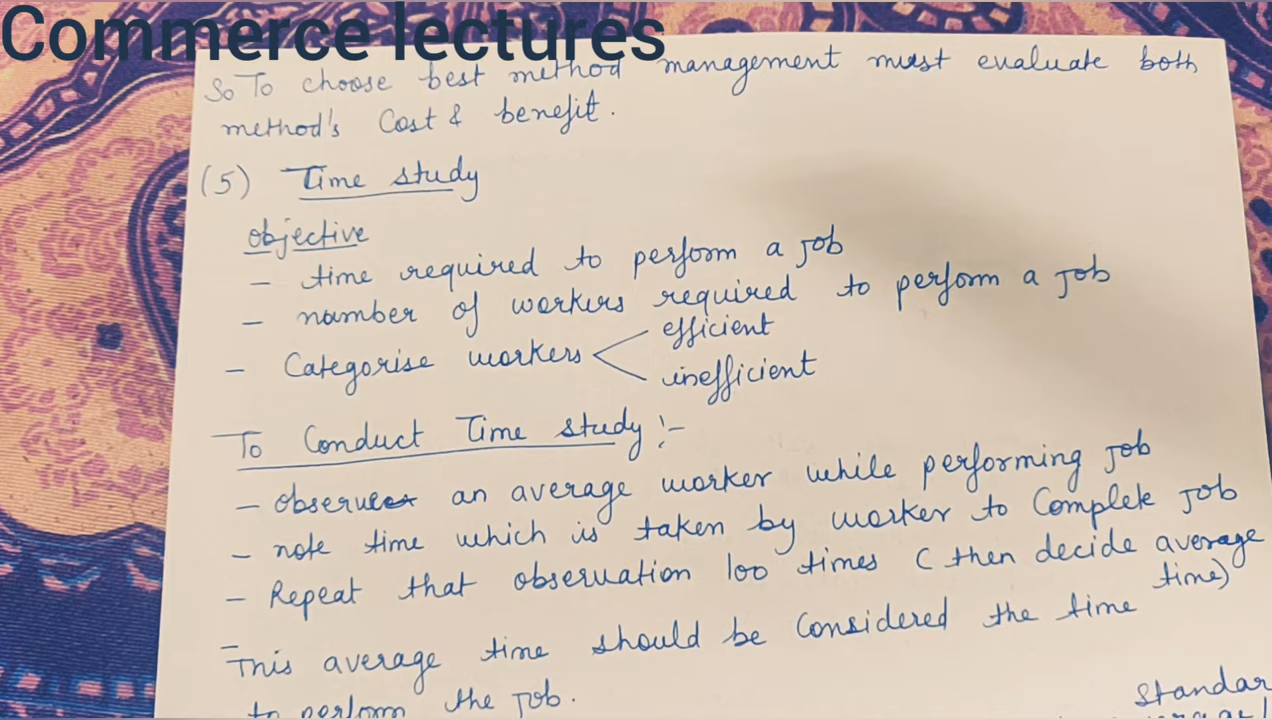 Commerce lectures
So To choose best method management must evaluate both
method's Cost & benefit.
(5) Time study
objective
- time required to perform a job
- number of workers required to perform a job
- Categorise workers < efficient
inefficient
To Conduct Time study :-
- observe an average worker while performing job
- note time which is taken by worker to Complete job
- Repeat that observation 100 times (then decide average
time)
- This average time should be Considered the time
to perform the job.
Standar